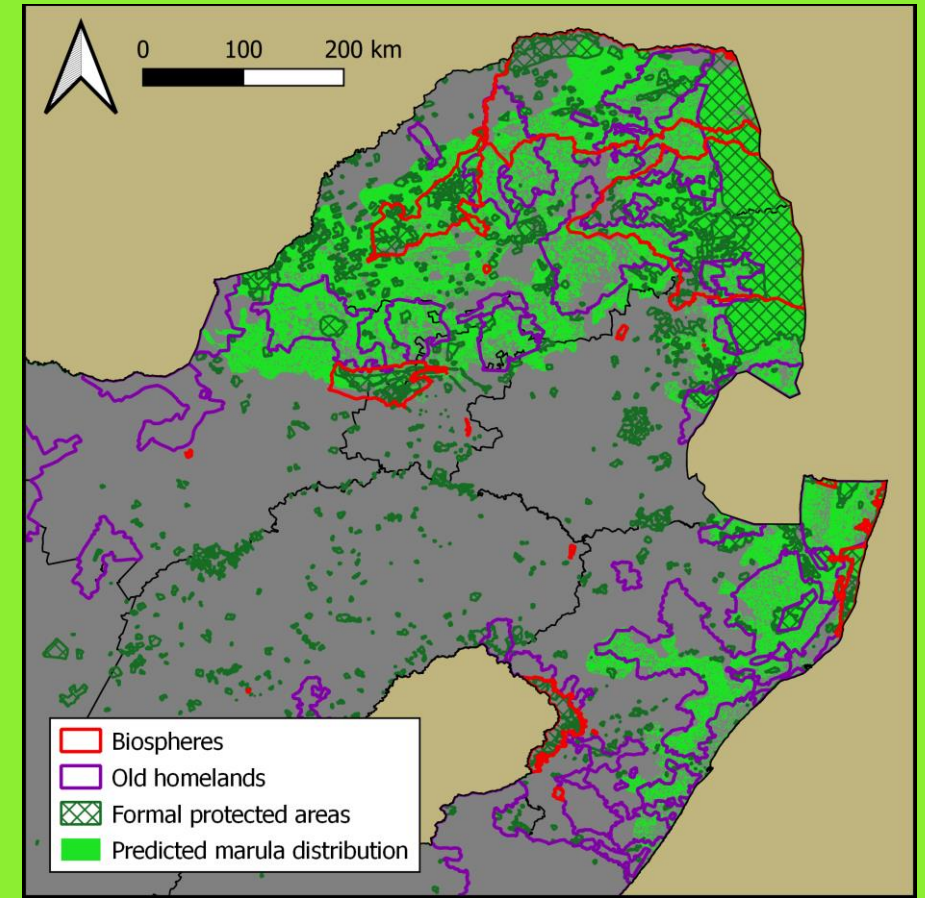 0 100 200 km
Biospheres
Old homelands
Formal protected areas
Predicted marula distribution